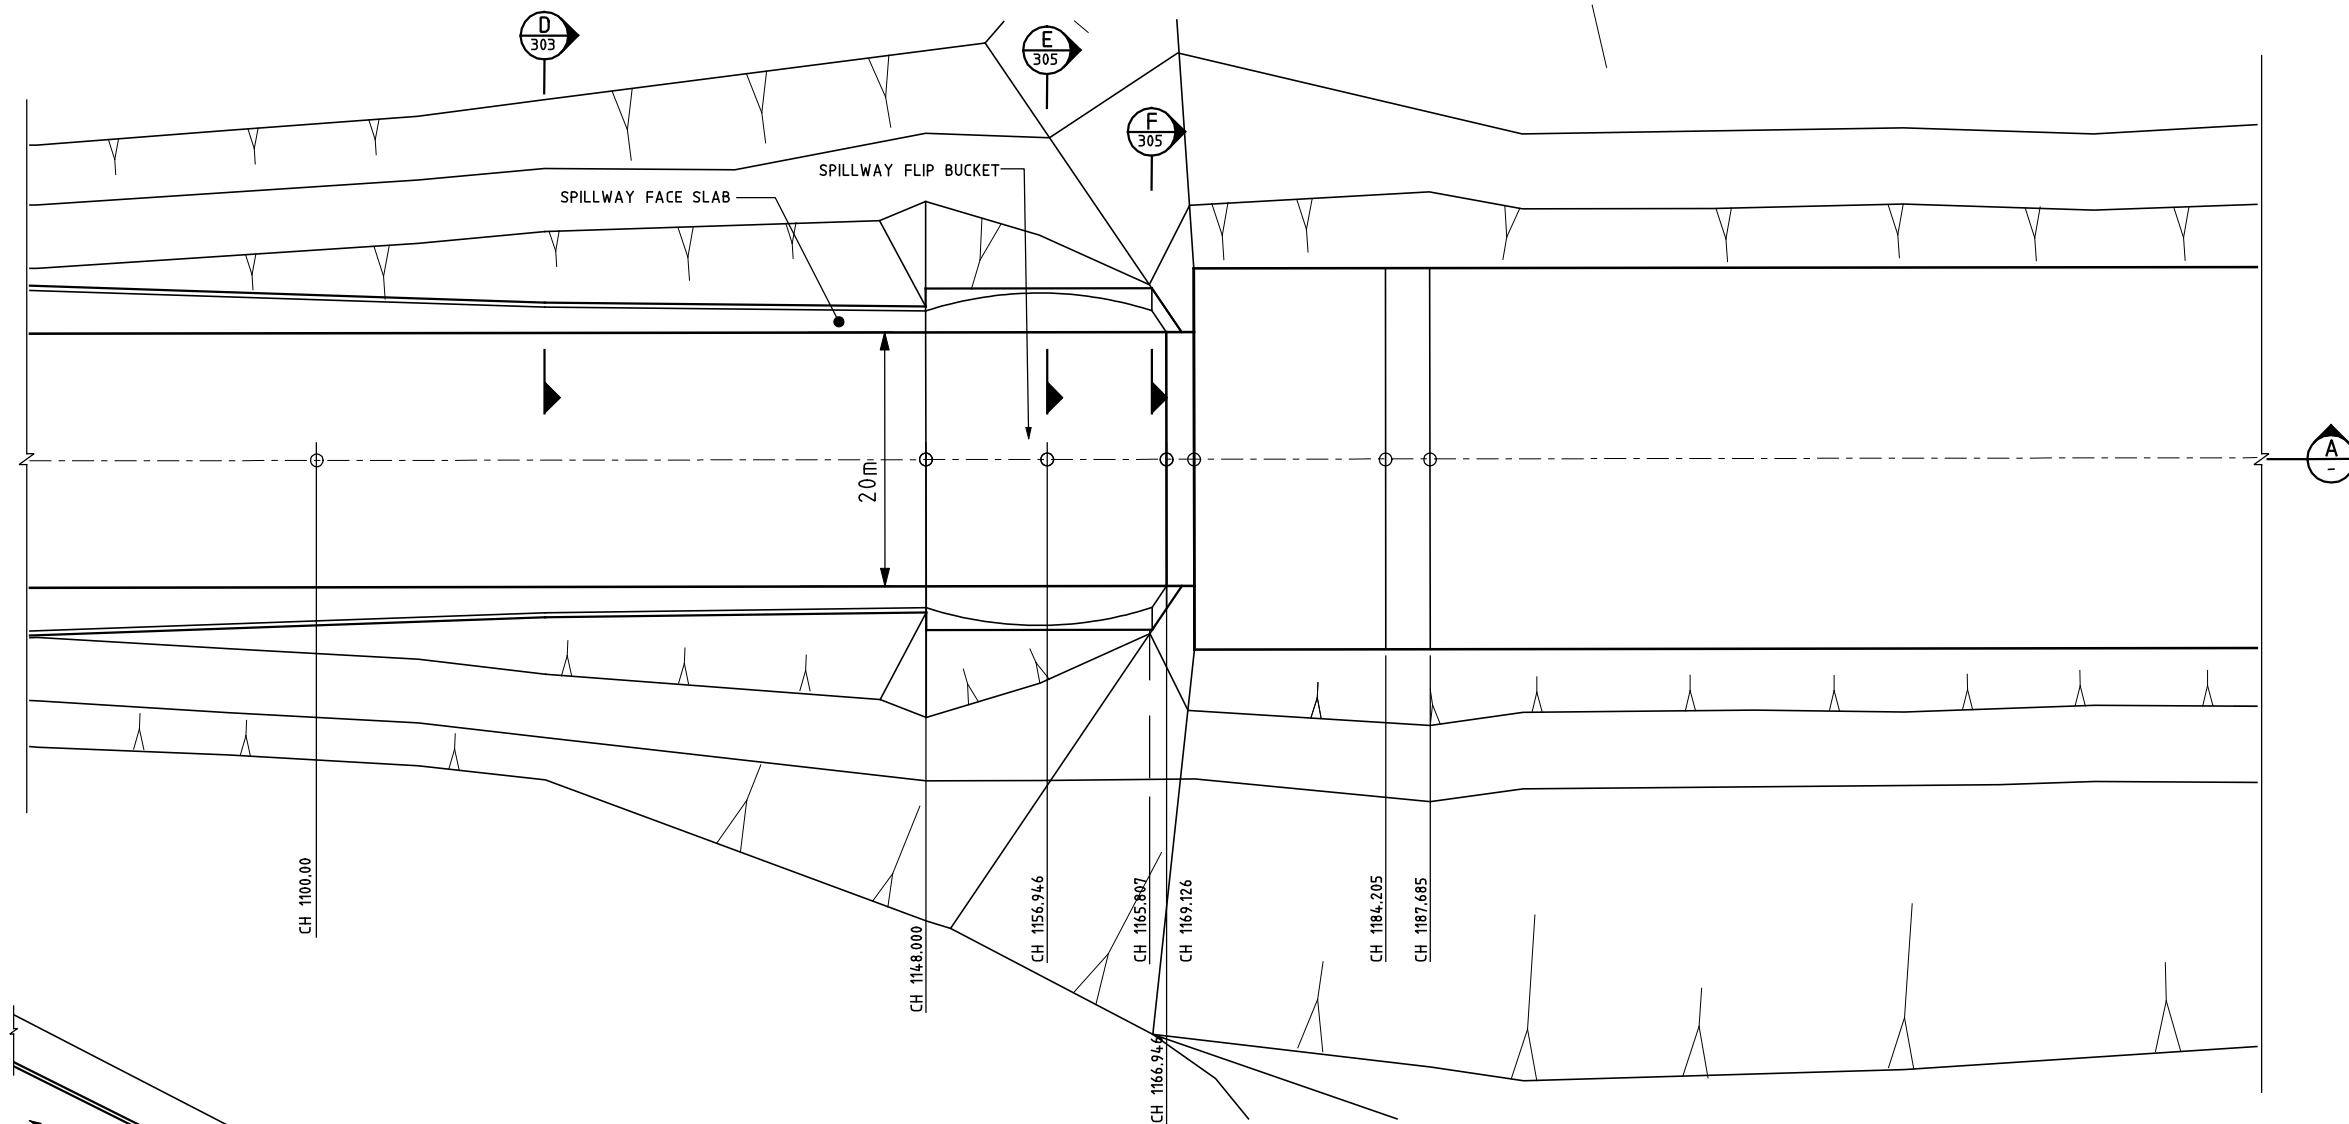 D
303
E
305
F
305
SPILLWAY FLIP BUCKET
SPILLWAY FACE SLAB
20m
A
-
CH 1100.00
CH 1148.000
CH 1156.946
CH 1165.807
CH 1166.946
CH 1169.126
CH 1184.205
CH 1187.685